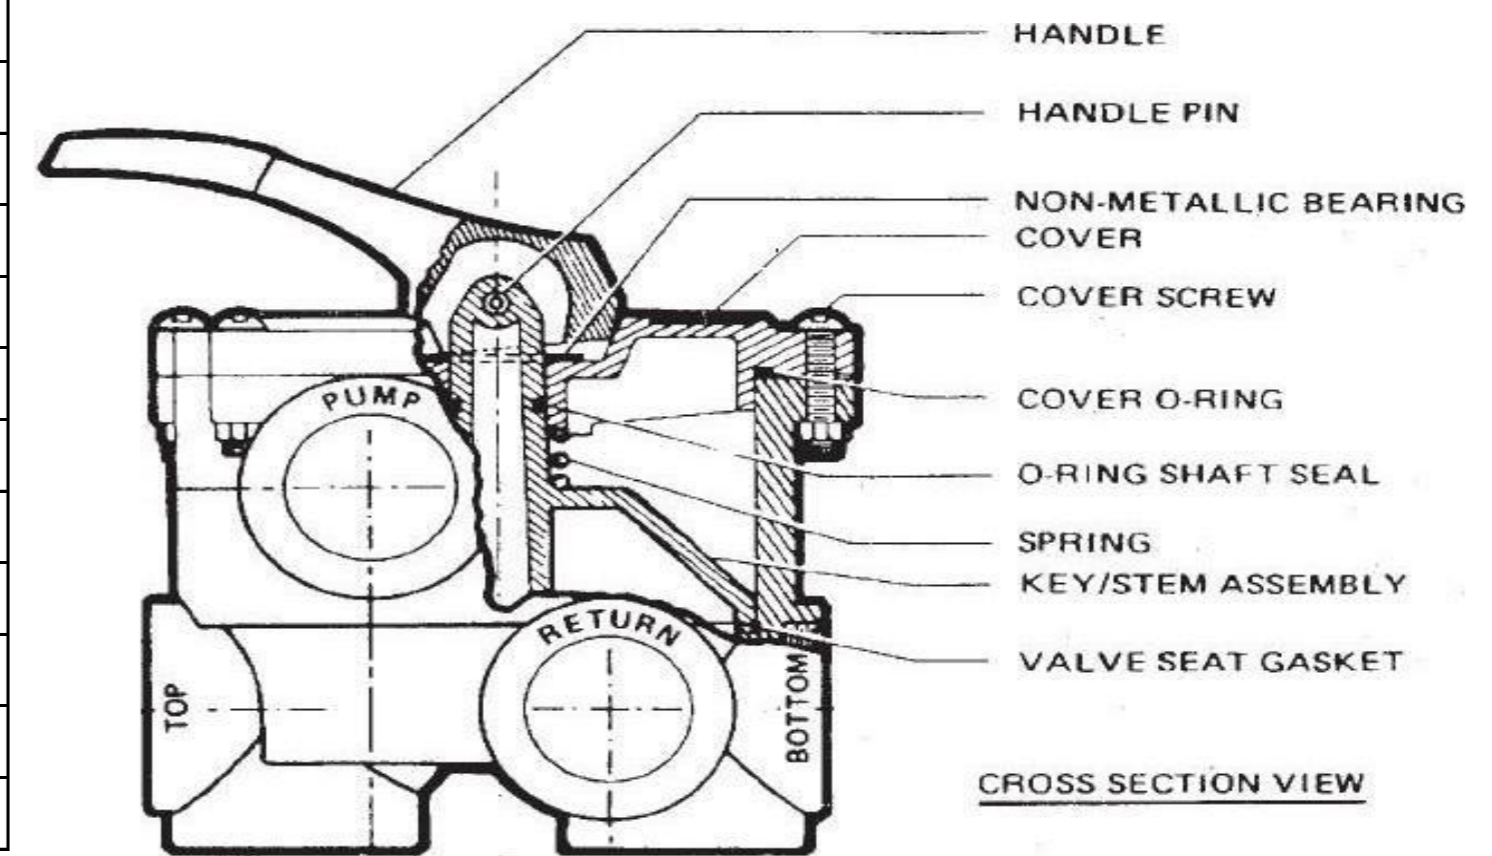 HANDLE
HANDLE PIN
NON-METALLIC BEARING
COVER
COVER SCREW
PUMP
COVER O-RING
O-RING SHAFT SEAL
SPRING
KEY/STEM ASSEMBLY
RETURN
VALVE SEAT GASKET
TOP
BOTTOM
CROSS SECTION VIEW